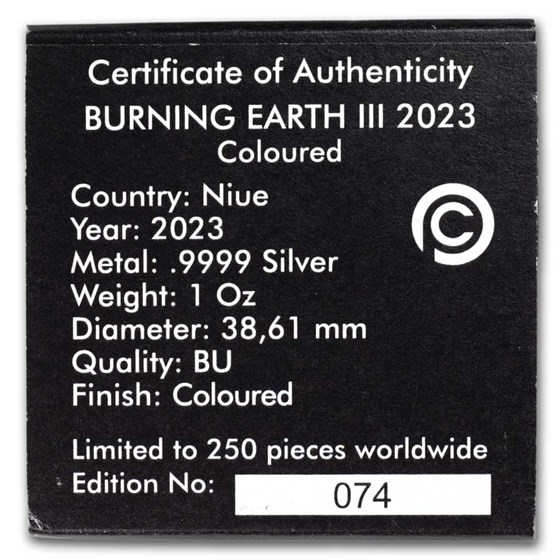 Certificate of Authenticity
BURNING EARTH III 2023
Coloured
Country: Niue
Year: 2023
Metal: .9999 Silver
Weight: 1 Oz
Diameter: 38,61 mm
Quality: BU
Finish: Coloured
Limited to 250 pieces worldwide
Edition No: 074